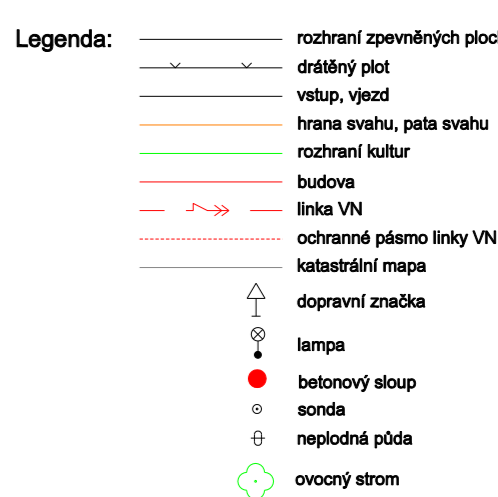 Legenda:
rozhraní zpevněných ploch
drátěný plot
vstup, vjezd
hrana svahu, pata svahu
rozhraní kultur
budova
linka VN
ochranné pásmo linky VN
katastrální mapa
dopravní značka
lampa
betonový sloup
sonda
neplodná půda
ovocný strom